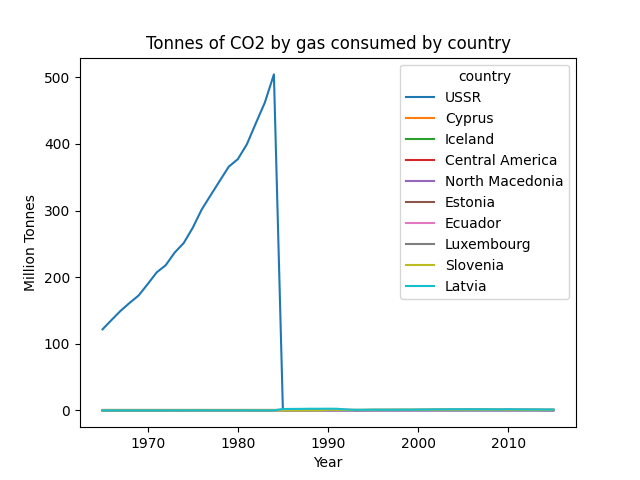 Tonnes of CO2 by gas consumed by country
country
USSR
Cyprus
Iceland
Central America
North Macedonia
Estonia
Ecuador
Luxembourg
Slovenia
Latvia
Million Tonnes
500
400
300
200
100
0
1970 1980 1990 2000 2010
Year